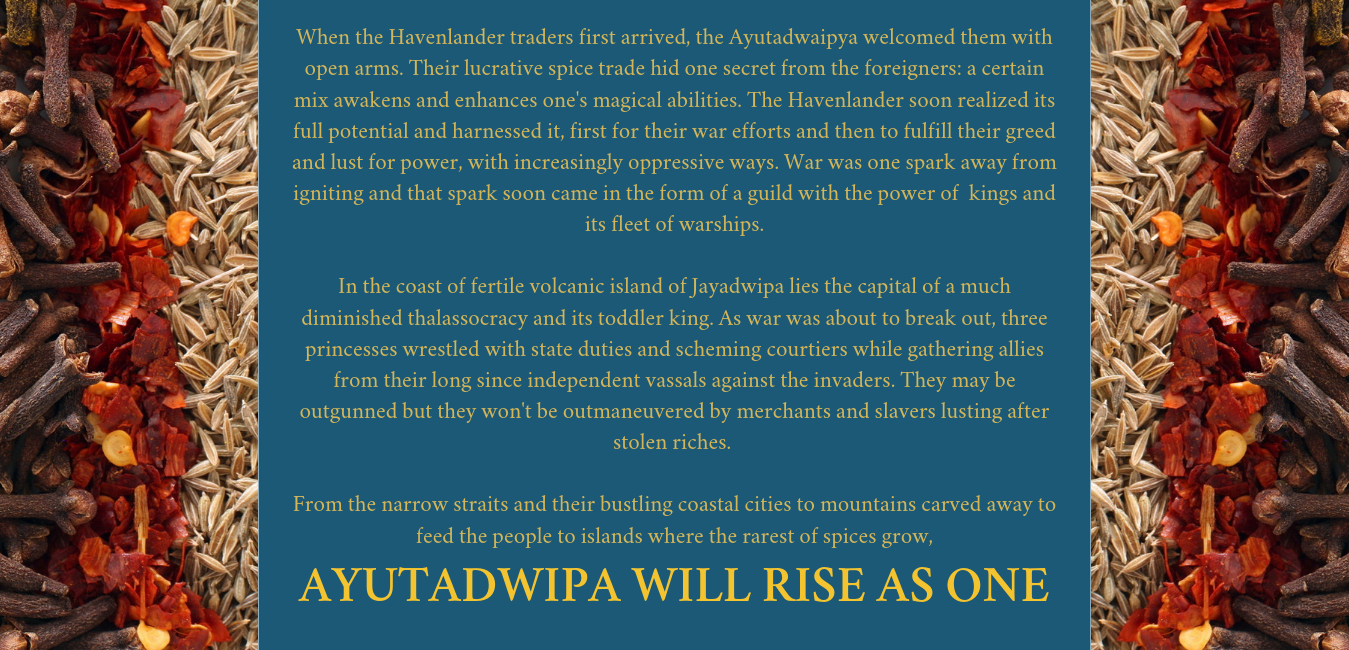 When the Havenlander traders first arrived, the Ayutadwaipya welcomed them with
open arms. Their lucrative spice trade hid one secret from the foreigners: a certain
mix awakens and enhances one's magical abilities. The Havenlander soon realized its
full potential and harnessed it, first for their war efforts and then to fulfill their greed
and lust for power, with increasingly oppressive ways. War was one spark away from
igniting and that spark soon came in the form of a guild with the power of  kings and
its fleet of warships.
In the coast of fertile volcanic island of Jayadwipa lies the capital of a much
diminished thalassocracy and its toddler king. As war was about to break out, three
princesses wrestled with state duties and scheming courtiers while gathering allies
from their long since independent vassals against the invaders. They may be
outgunned but they won't be outmaneuvered by merchants and slavers lusting after
stolen riches.
From the narrow straits and their bustling coastal cities to mountains carved away to
feed the people to islands where the rarest of spices grow,
AYUTADWIPA WILL RISE AS ONE